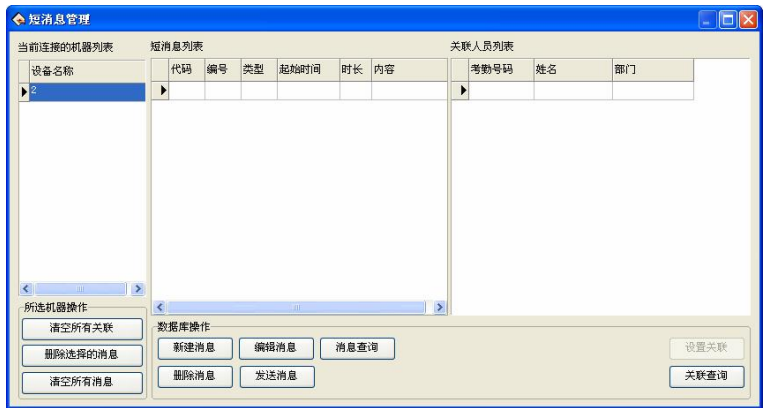 短消息管理
当前连接的机器列表
设备名称
2
短消息列表
代码 编号 类型 起始时间 时长 内容
关联人员列表
考勤号码 姓名 部门
所选机器操作
清空所有关联
删除选择的消息
清空所有消息
数据库操作
新建消息 编辑消息 消息查询 设置关联
删除消息 发送消息 关联查询